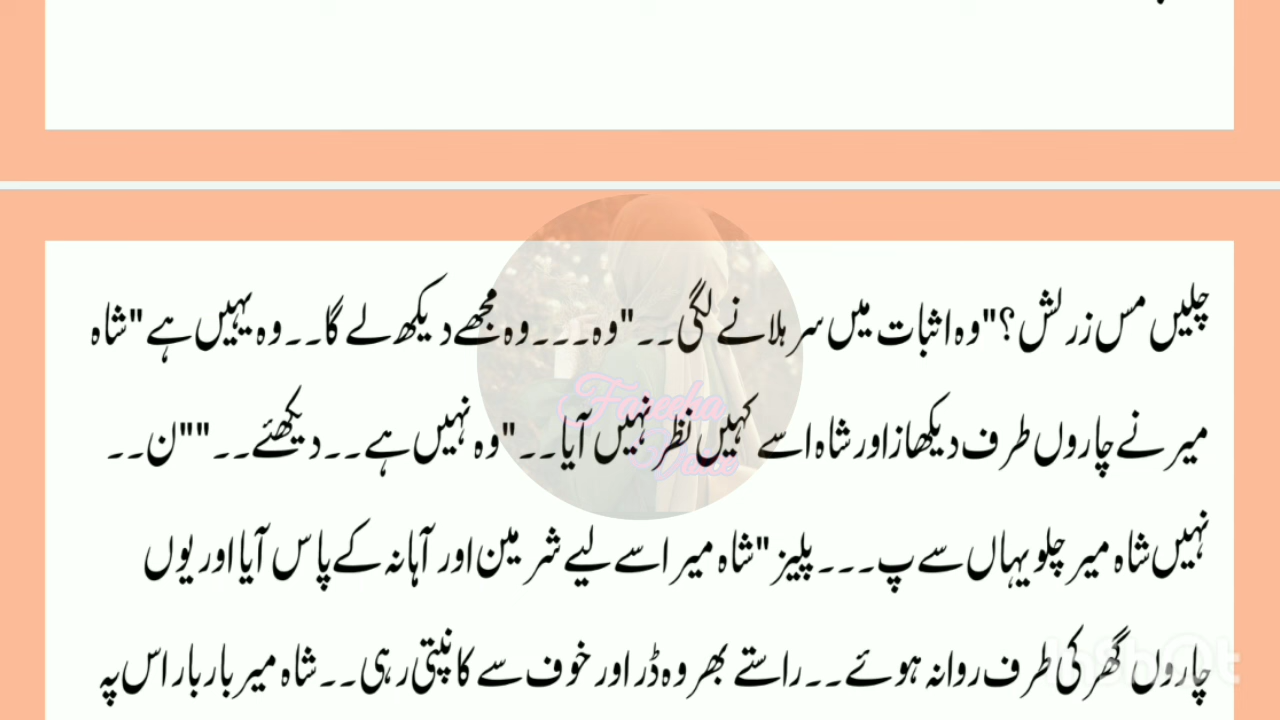 چلیں مس زرلش؟"وہ اثبات میں سر ہلانے لگی۔۔"وہ۔۔۔وہ مجھے دیکھ لے گا۔۔وہ یہیں ہے"شاہ
میر نے چاروں طرف دیکھا زاور شاہ اسے کہیں نظر نہیں آیا۔۔"وہ نہیں ہے۔۔دیکھئے۔۔""ن۔۔
نہیں شاہ میر چلو یہاں سے پ۔۔۔پلیز"شاہ میر اسے لیے شرمین اور آہانہ کے پاس آیا اور یوں
چاروں گھر کی طرف روانہ ہوئے۔۔راستے بھر وہ ڈر اور خوف سے کانپتی رہی۔۔شاہ میر بار بار اس پہ
Fareeha